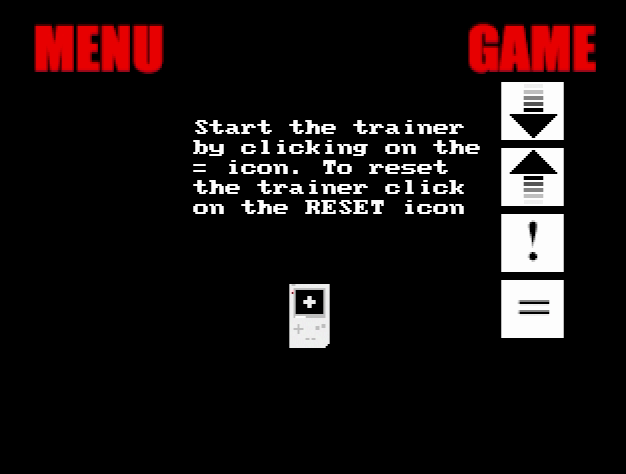 MENU
GAME
Start the trainer
by clicking on the
= icon. To reset
the trainer click
on the RESET icon
!
=